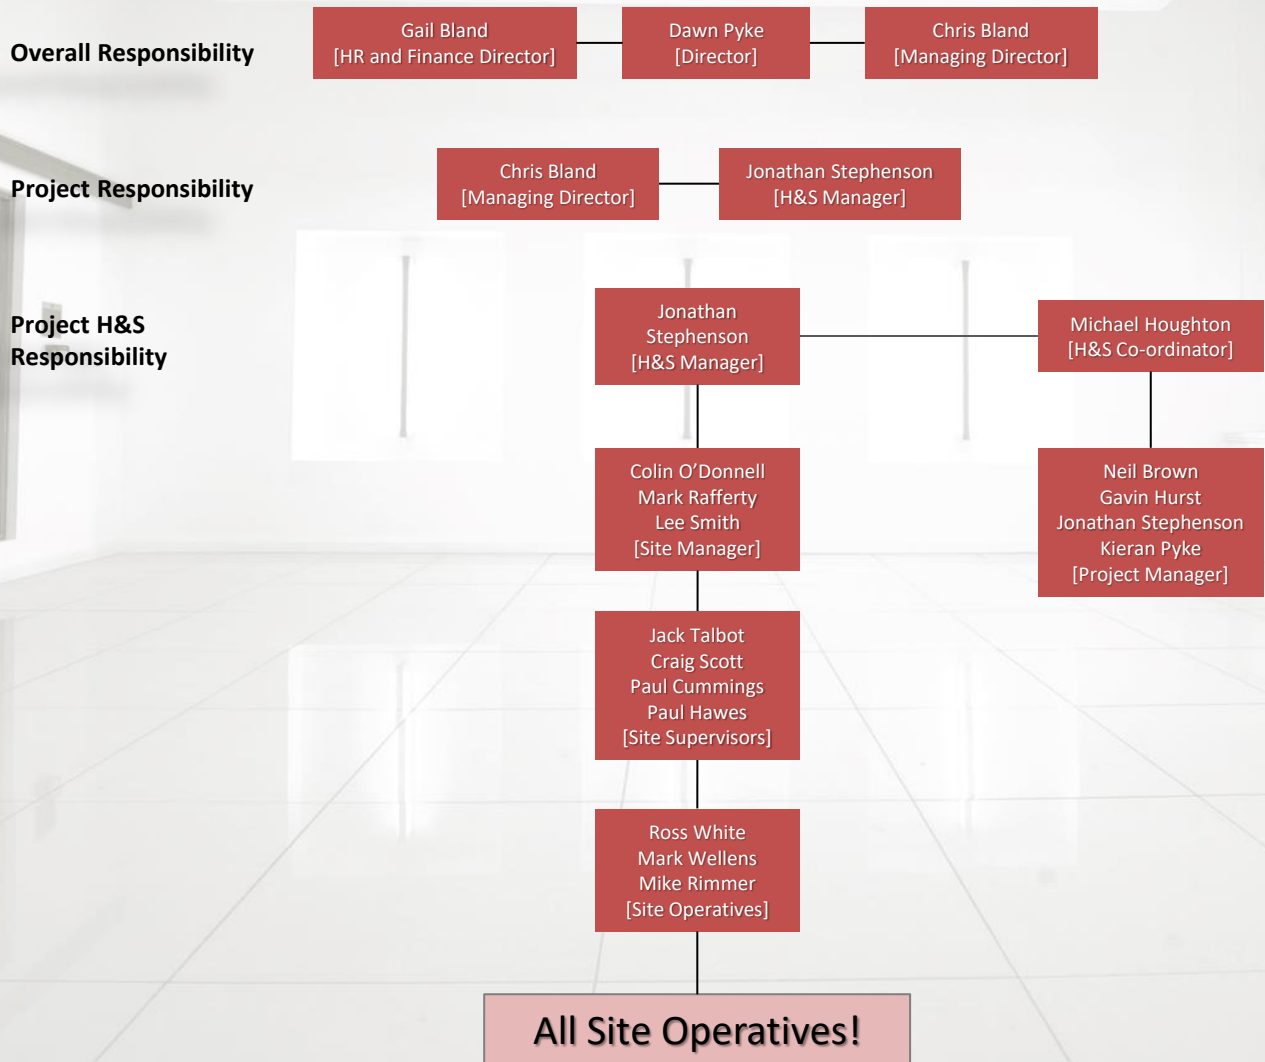 Overall Responsibility
Gail Bland
[HR and Finance Director]
Dawn Pyke
[Director]
Chris Bland
[Managing Director]
Project Responsibility
Chris Bland
[Managing Director]
Jonathan Stephenson
[H&S Manager]
Project H&S
Responsibility
Jonathan
Stephenson
[H&S Manager]
Michael Houghton
[H&S Co-ordinator]
Colin O’Donnell
Mark Rafferty
Lee Smith
[Site Manager]
Neil Brown
Gavin Hurst
Jonathan Stephenson
Kieran Pyke
[Project Manager]
Jack Talbot
Craig Scott
Paul Cummings
Paul Hawes
[Site Supervisors]
Ross White
Mark Wellens
Mike Rimmer
[Site Operatives]
All Site Operatives!